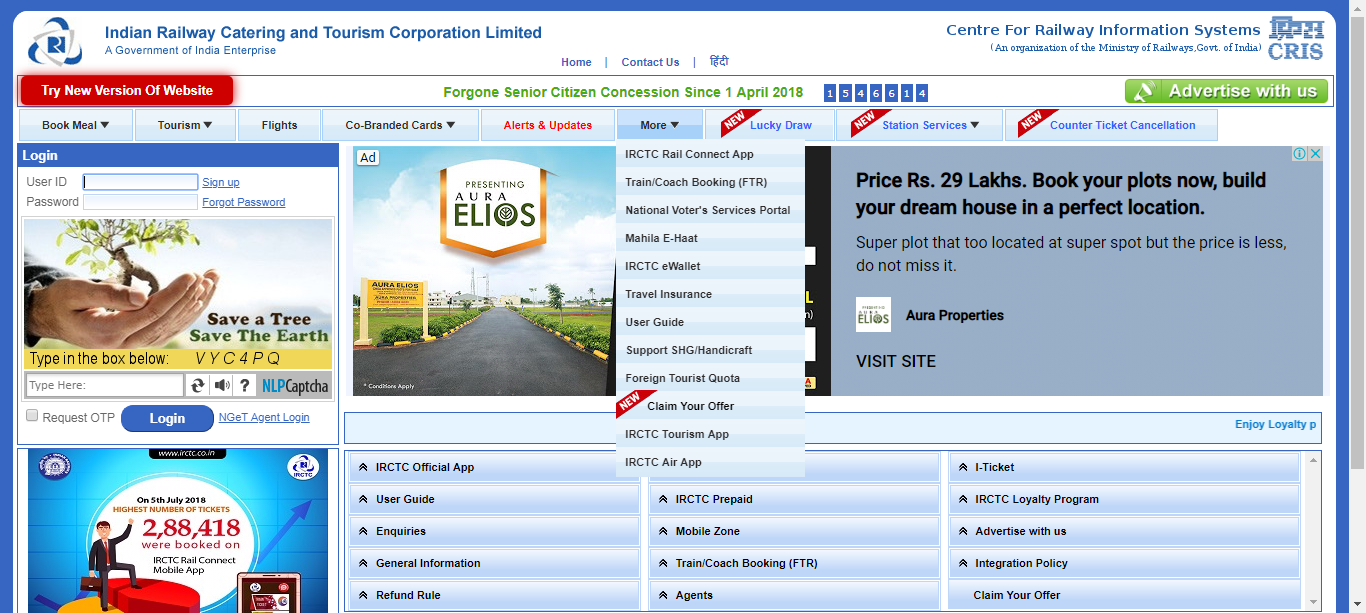 Indian Railway Catering and Tourism Corporation Limited
A Government of India Enterprise
Centre For Railway Information Systems
(An organization of the Ministry of Railways,Govt. of India)
CRIS
Home | Contact Us | हिंदी
Try New Version Of Website
Forgone Senior Citizen Concession Since 1 April 2018 1 5 4 6 6 1 4
Advertise with us
Book Meal ▼ Tourism ▼ Flights Co-Branded Cards ▼ Alerts & Updates More ▼ NEW Lucky Draw NEW Station Services ▼ NEW Counter Ticket Cancellation
Login
User ID Sign up
Password Forgot Password
Save a Tree
Save The Earth
Type in the box below: VYC4PQ
Type Here: ? NLPCaptcha
Request OTP Login NGeT Agent Login
Ad
PRESENTING
AURA
ELIOS
AURA ELIOS
AURA PROPERTIES
* Conditions Apply
IRCTC Rail Connect App
Train/Coach Booking (FTR)
National Voter's Services Portal
Mahila E-Haat
IRCTC eWallet
Travel Insurance
User Guide
Support SHG/Handicraft
Foreign Tourist Quota
NEW Claim Your Offer
IRCTC Tourism App
IRCTC Air App
Price Rs. 29 Lakhs. Book your plots now, build
your dream house in a perfect location.
Super plot that too located at super spot but the price is less,
do not miss it.
PRESENTING
AURA
ELIOS
Aura Properties
VISIT SITE
Enjoy Loyalty p
www.irctc.co.in
IRCTC
On 5th July 2018
HIGHEST NUMBER OF TICKETS
2,88,418
were booked on
IRCTC Rail Connect
Mobile App
IRCTC Official App I-Ticket
User Guide IRCTC Prepaid IRCTC Loyalty Program
Enquiries Mobile Zone Advertise with us
General Information Train/Coach Booking (FTR) Integration Policy
Refund Rule Agents Claim Your Offer